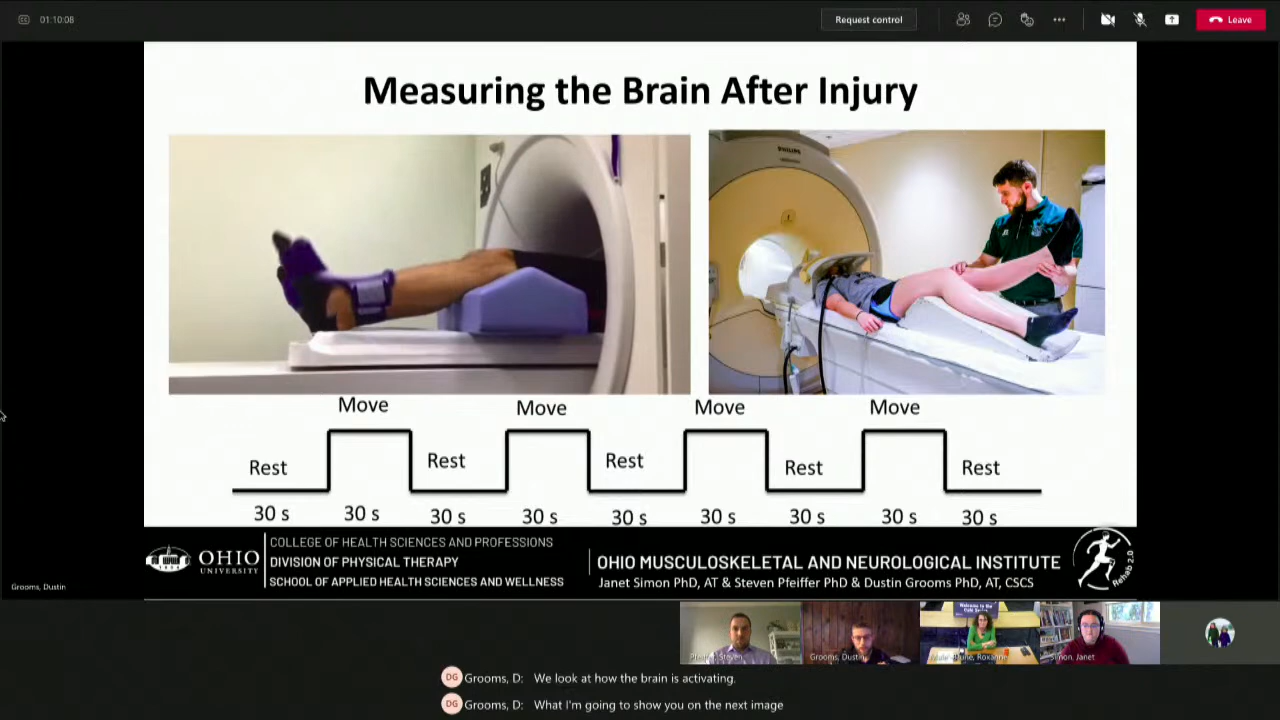 01:10:08
Request control
Leave
Measuring the Brain After Injury
PHILIPS
Move Move Move Move
Rest Rest Rest Rest Rest
30 s 30 s 30 s 30 s 30 s 30 s 30 s 30 s 30 s
OHIO
UNIVERSITY
COLLEGE OF HEALTH SCIENCES AND PROFESSIONS
DIVISION OF PHYSICAL THERAPY
SCHOOL OF APPLIED HEALTH SCIENCES AND WELLNESS
OHIO MUSCULOSKELETAL AND NEUROLOGICAL INSTITUTE
Janet Simon PhD, AT & Steven Pfeiffer PhD & Dustin Grooms PhD, AT, CSCS
Rehab 2.0
Grooms, Dustin
Welcome to the
Steven
Grooms, Dustin
Roxanne
Simon, Janet
DG Grooms, D: We look at how the brain is activating.
DG Grooms, D: What I'm going to show you on the next image